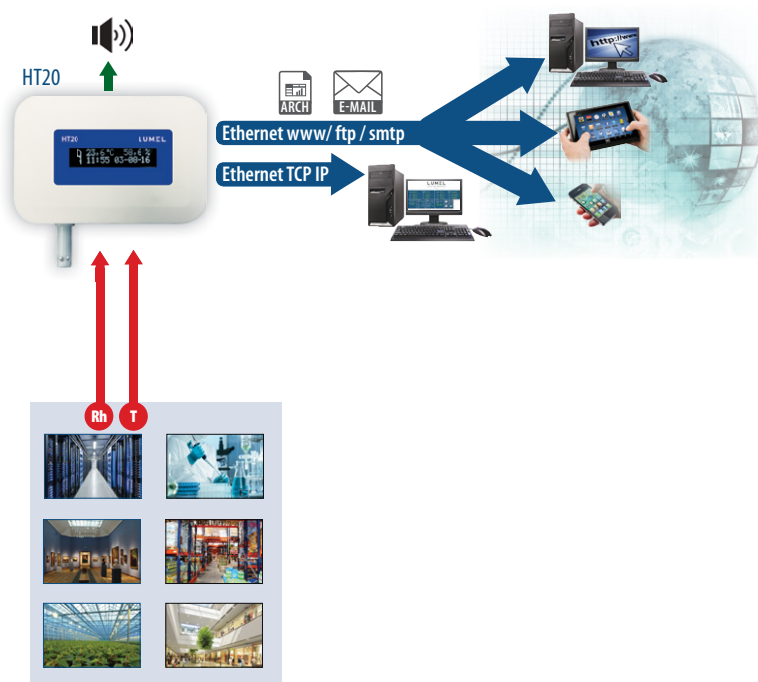 HT20
HT20 LUMEL
23,6°C 58,6 %
11:55 03-08-16
ARCH
E-MAIL
http://www
Ethernet www/ ftp / smtp
Ethernet TCP IP
LUMEL
Rh
T